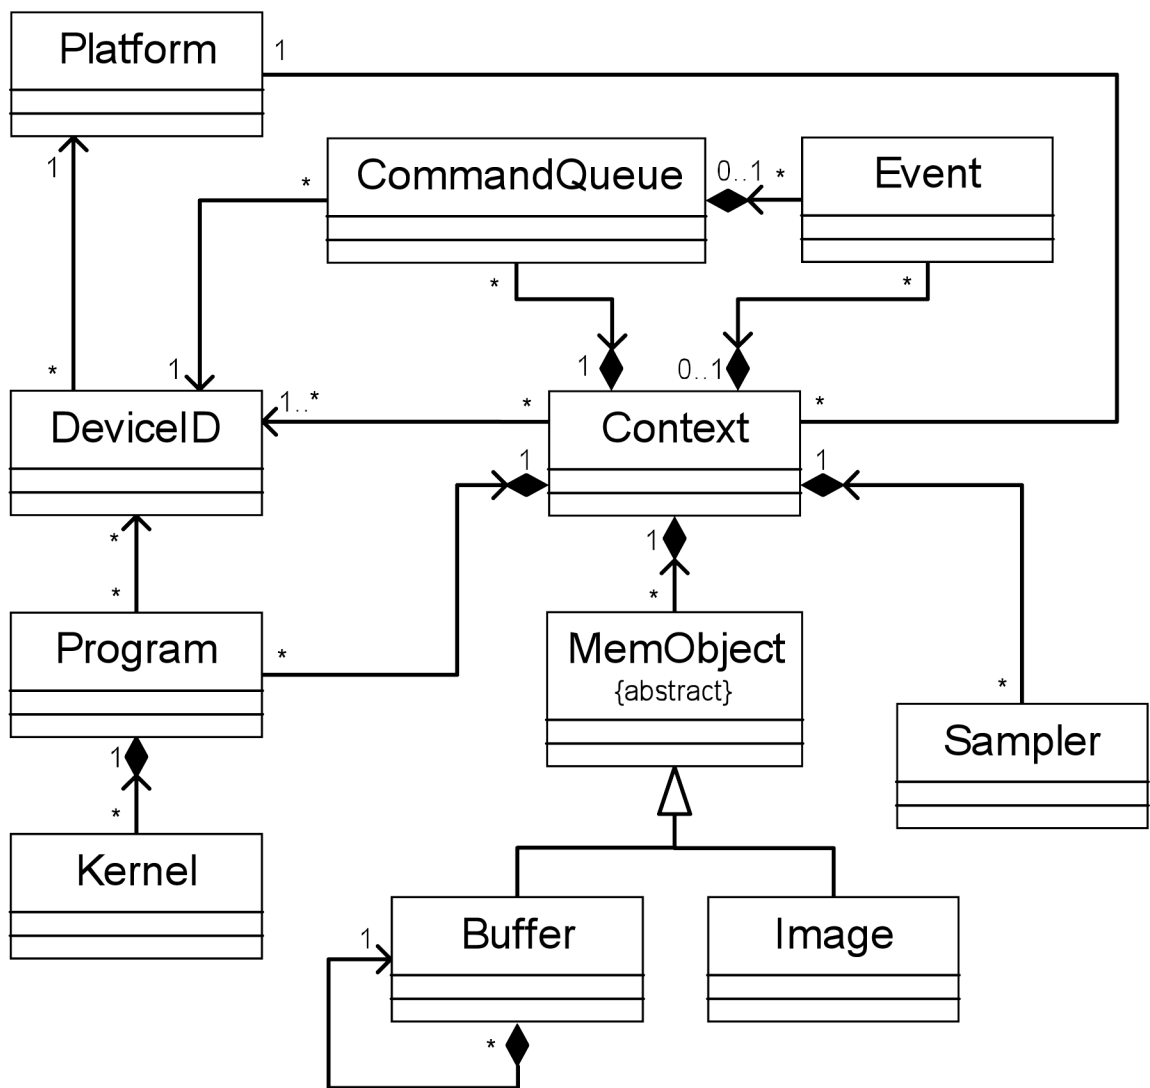 Platform
1
1
CommandQueue
0..1
*
Event
*
*
*
*
1
1
0..1
DeviceID
1..*
*
Context
*
1
1
*
1
*
*
Program
*
MemObject
{abstract}
*
Sampler
1
*
Kernel
Buffer
Image
1
*